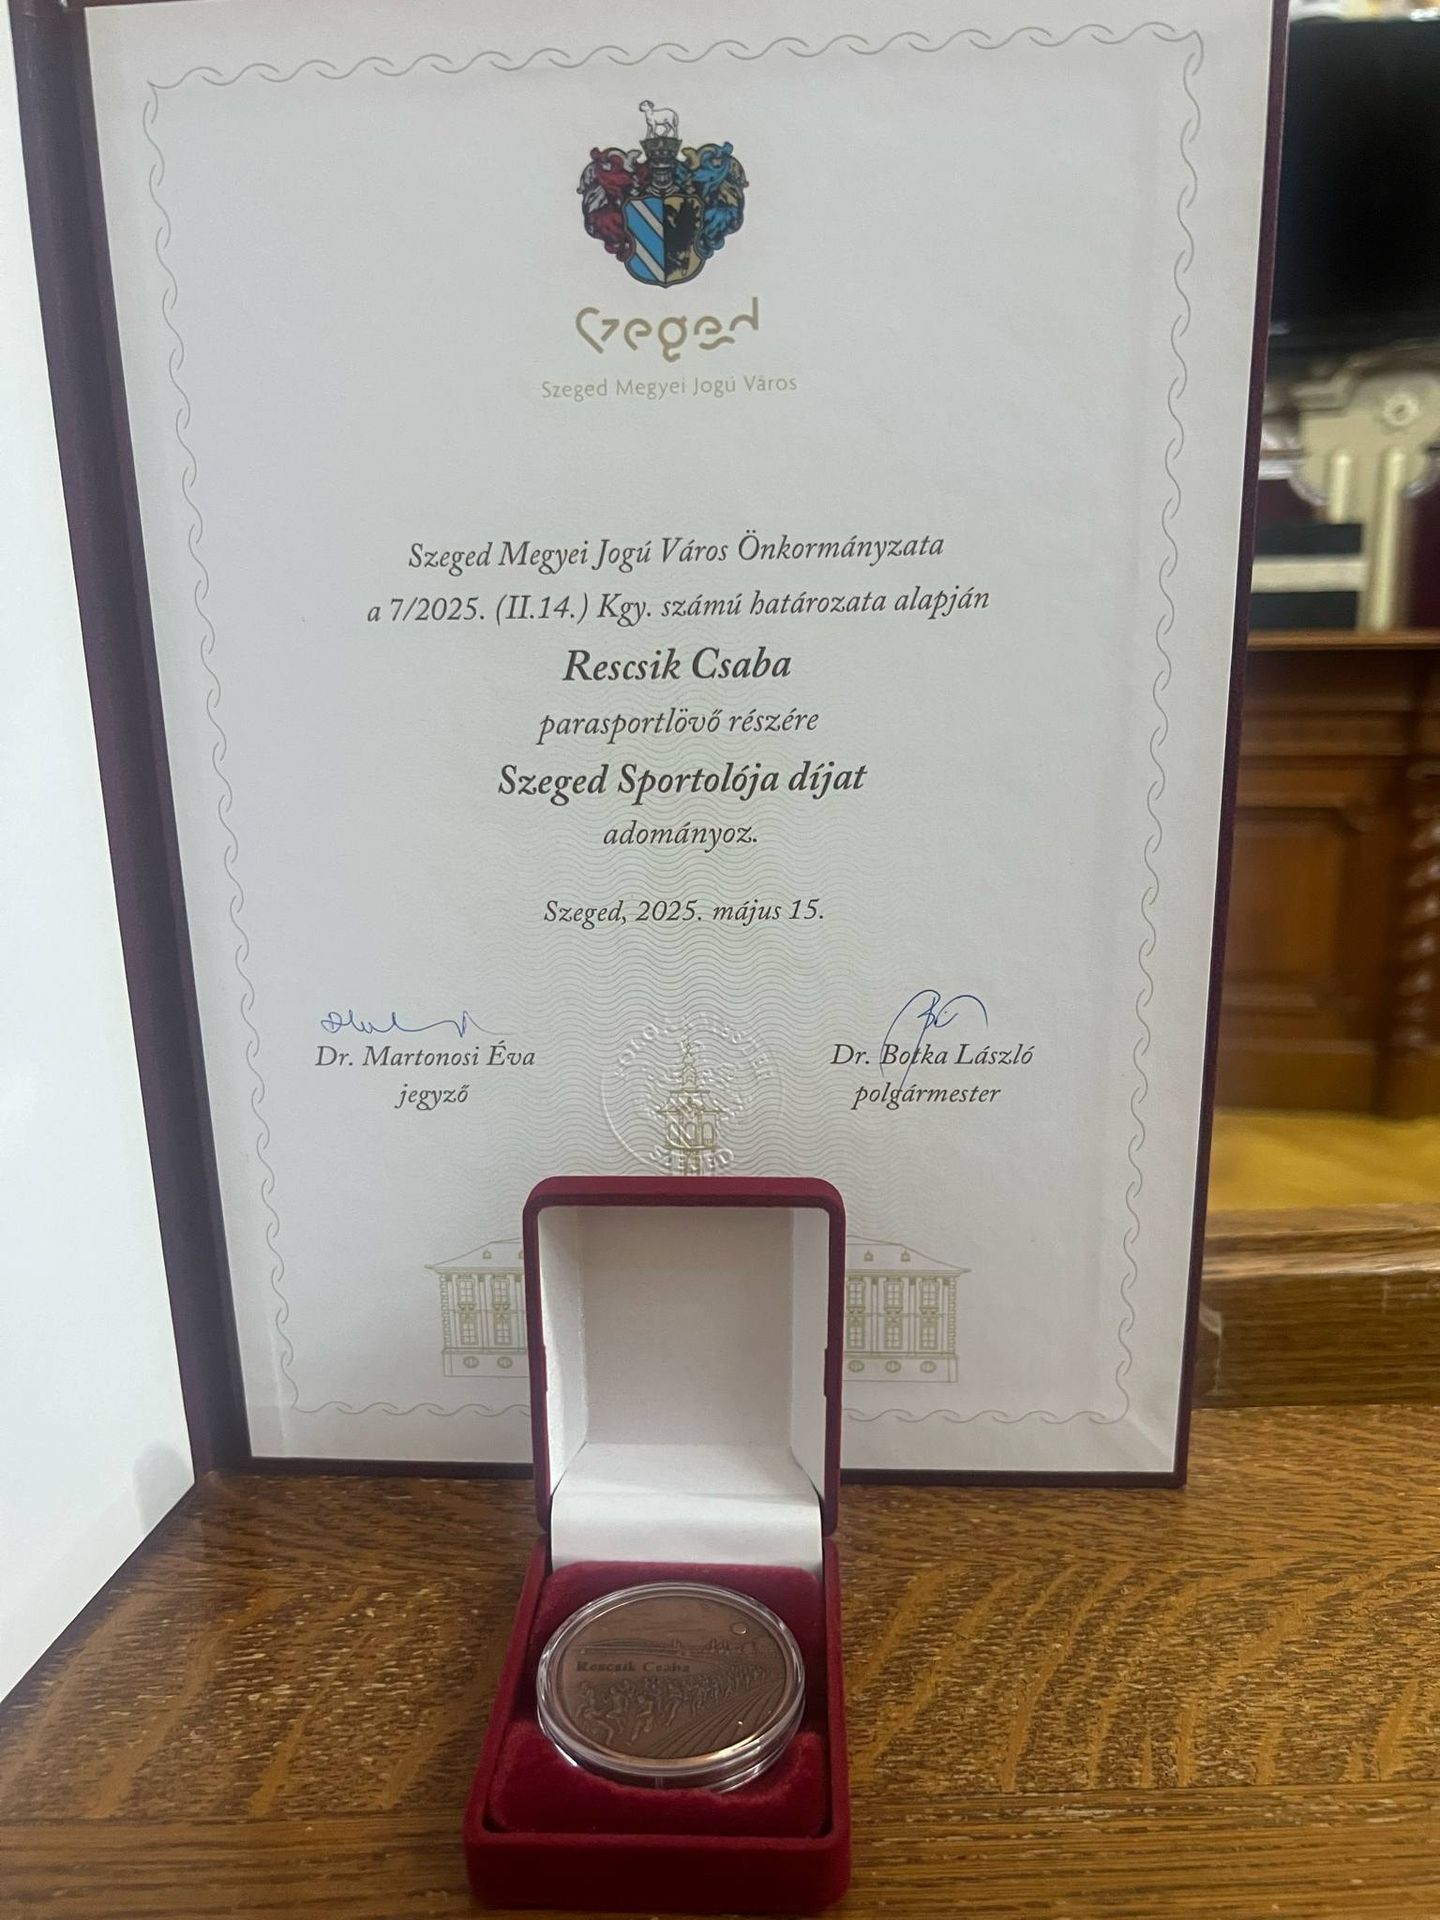 Szeged
Szeged Megyei Jogú Város
Szeged Megyei Jogú Város Önkormányzata
a 7/2025. (II.14.) Kgy. számú határozata alapján
Rescsik Csaba
parasportlövő részére
Szeged Sportolója díjat
adományoz.
Szeged, 2025. május 15.
Dr. Martonosi Éva
jegyző
Dr. Botka László
polgármester
SZEGED
Rescsik Csaba